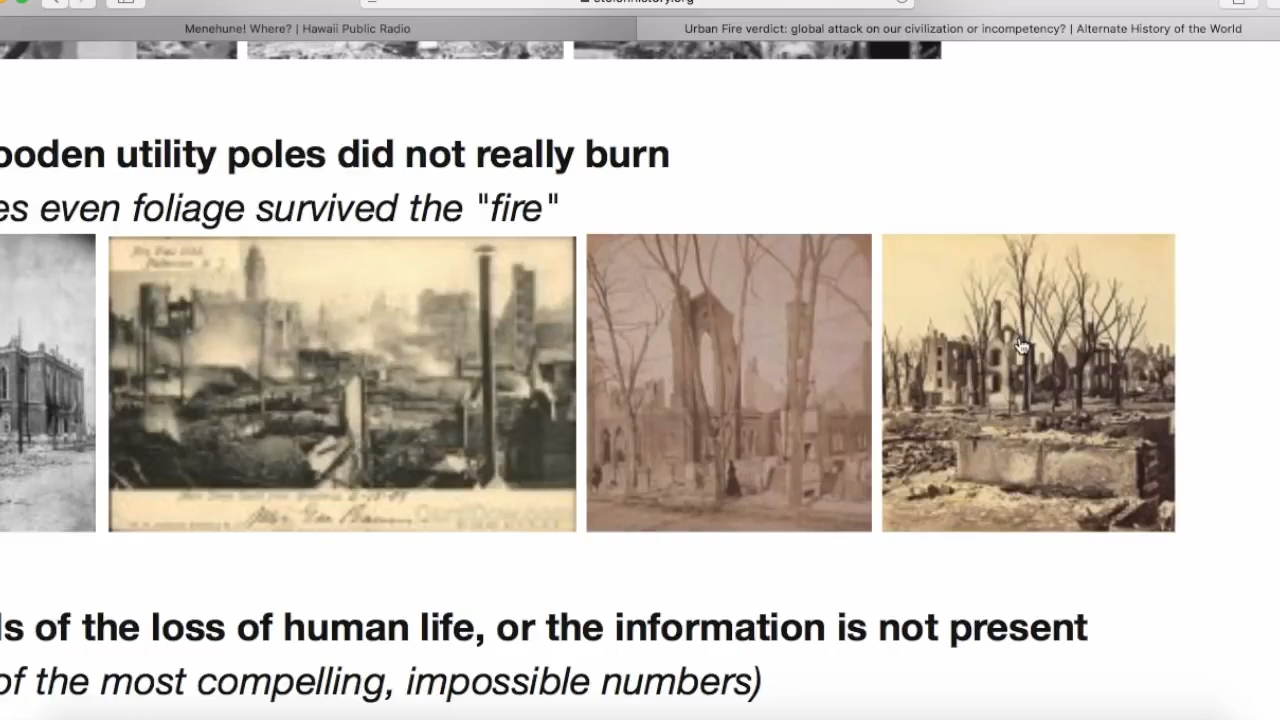 Menehune! Where? | Hawaii Public Radio
Urban Fire verdict: global attack on our civilization or incompetency? | Alternate History of the World
ooden utility poles did not really burn
es even foliage survived the "fire"
ls of the loss of human life, or the information is not present
of the most compelling, impossible numbers)